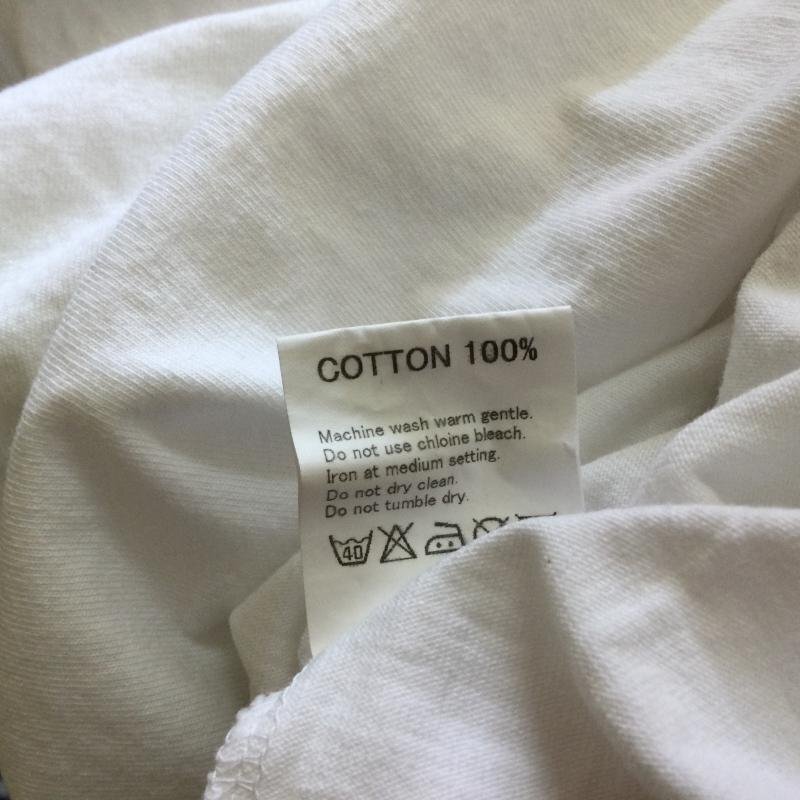 COTTON 100%
Machine wash warm gentle.
Do not use chloine bleach.
Iron at medium setting.
Do not dry clean.
Do not tumble dry.
40